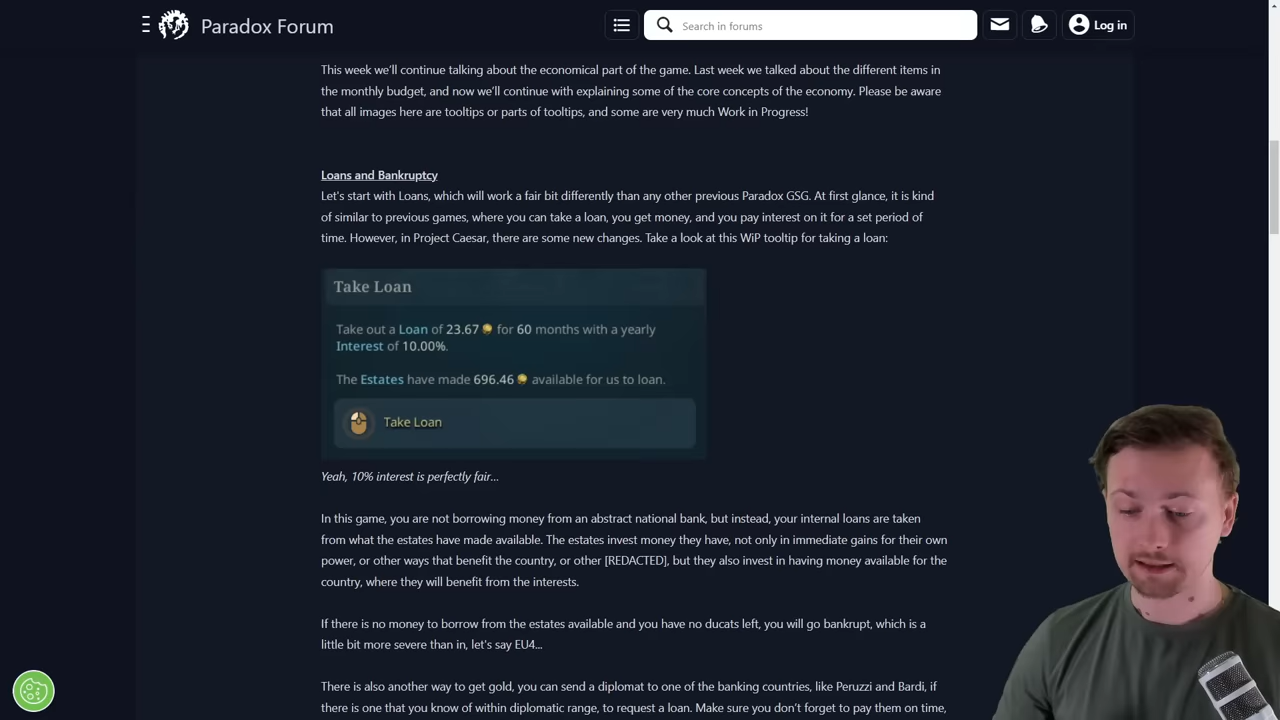 Paradox Forum
Search in forums
Log in
This week we'll continue talking about the economical part of the game. Last week we talked about the different items in
the monthly budget, and now we'll continue with explaining some of the core concepts of the economy. Please be aware
that all images here are tooltips or parts of tooltips, and some are very much Work in Progress!
Loans and Bankruptcy
Let's start with Loans, which will work a fair bit differently than any other previous Paradox GSG. At first glance, it is kind
of similar to previous games, where you can take a loan, you get money, and you pay interest on it for a set period of
time. However, in Project Caesar, there are some new changes. Take a look at this WiP tooltip for taking a loan:
Take Loan
Take out a Loan of 23.67 for 60 months with a yearly
Interest of 10.00%.
The Estates have made 696.46 available for us to loan.
Take Loan
Yeah, 10% interest is perfectly fair...
In this game, you are not borrowing money from an abstract national bank, but instead, your internal loans are taken
from what the estates have made available. The estates invest money they have, not only in immediate gains for their own
power, or other ways that benefit the country, or other [REDACTED], but they also invest in having money available for the
country, where they will benefit from the interests.
If there is no money to borrow from the estates available and you have no ducats left, you will go bankrupt, which is a
little bit more severe than in, let's say EU4...
There is also another way to get gold, you can send a diplomat to one of the banking countries, like Peruzzi and Bardi, if
there is one that you know of within diplomatic range, to request a loan. Make sure you don't forget to pay them on time,